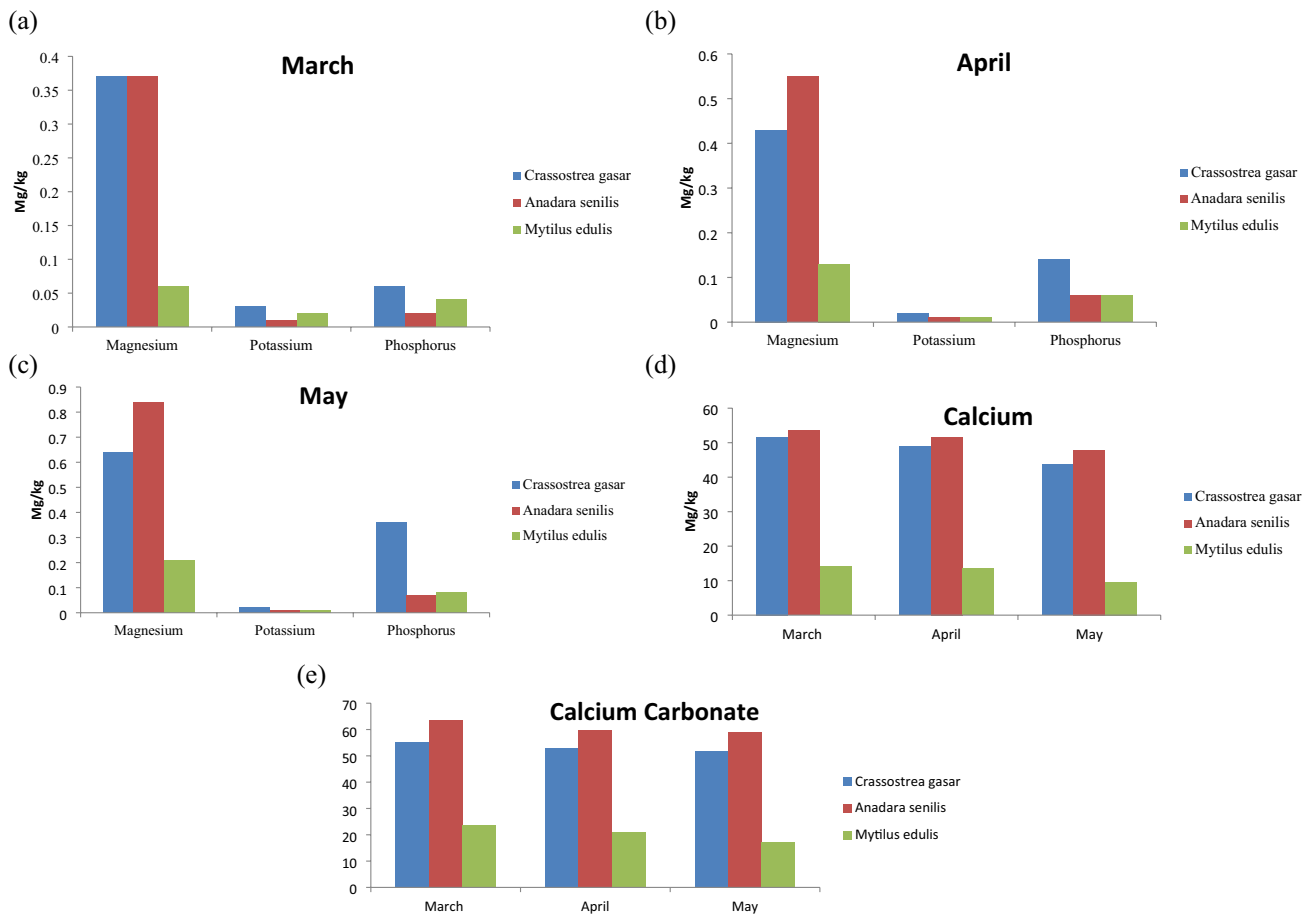 (a)
March
0.4
0.35
0.3
0.25
0.2
0.15
0.1
0.05
0
Mg/kg
Magnesium Potassium Phosphorus
Crassostrea gasar
Anadara senilis
Mytilus edulis
(b)
April
0.6
0.5
0.4
0.3
0.2
0.1
0
Mg/kg
Magnesium Potassium Phosphorus
Crassostrea gasar
Anadara senilis
Mytilus edulis
(c)
May
0.9
0.8
0.7
0.6
0.5
0.4
0.3
0.2
0.1
0
Mg/kg
Magnesium Potassium Phosphorus
Crassostrea gasar
Anadara senilis
Mytilus edulis
(d)
Calcium
60
50
40
30
20
10
0
Mg/kg
March April May
Crassostrea gasar
Anadara senilis
Mytilus edulis
(e)
Calcium Carbonate
70
60
50
40
30
20
10
0
March April May
Crassostrea gasar
Anadara senilis
Mytilus edulis